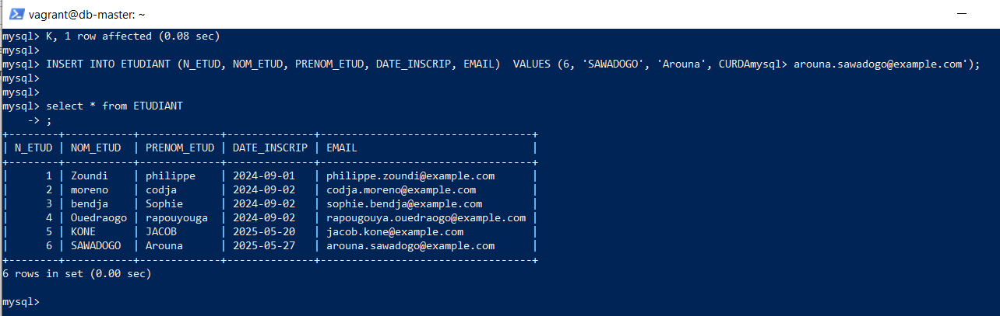 vagrant@db-master: ~
mysql> K, 1 row affected (0.08 sec)
mysql>
mysql> INSERT INTO ETUDIANT (N_ETUD, NOM_ETUD, PRENOM_ETUD, DATE_INSCRIP, EMAIL)  VALUES (6, 'SAWADOGO', 'Arouna', CURDAmysql> arouna.sawadogo@example.com');
mysql>
mysql>
mysql> select * from ETUDIANT
    -> ;
+--------+-----------+-------------+--------------+----------------------------------+
| N_ETUD | NOM_ETUD  | PRENOM_ETUD | DATE_INSCRIP | EMAIL                            |
+--------+-----------+-------------+--------------+----------------------------------+
|      1 | Zoundi    | philippe    | 2024-09-01   | philippe.zoundi@example.com      |
|      2 | moreno    | codja       | 2024-09-02   | codja.moreno@example.com         |
|      3 | bendja    | Sophie      | 2024-09-02   | sophie.bendja@example.com        |
|      4 | Ouedraogo | rapouyouga  | 2024-09-02   | rapougouya.ouedraogo@example.com |
|      5 | KONE      | JACOB       | 2025-05-20   | jacob.kone@example.com           |
|      6 | SAWADOGO  | Arouna      | 2025-05-27   | arouna.sawadogo@example.com      |
+--------+-----------+-------------+--------------+----------------------------------+
6 rows in set (0.00 sec)
mysql>